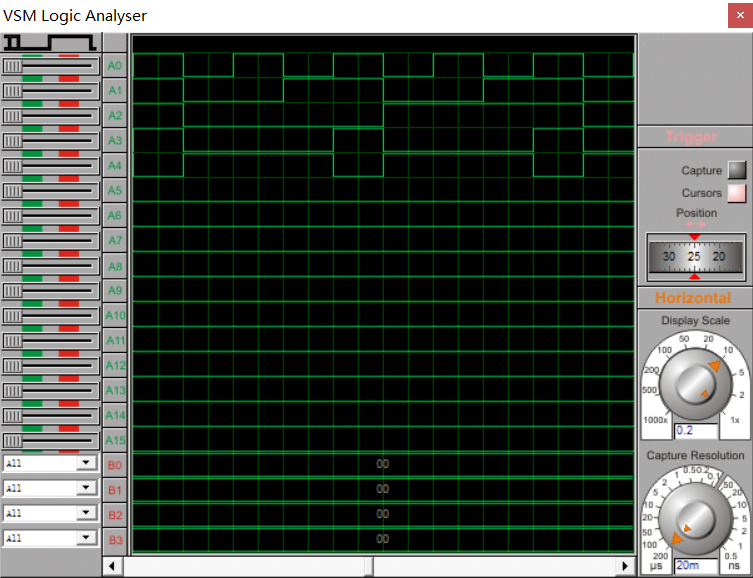 VSM Logic Analyser
×
A0
A1
A2
A3
A4
A5
A6
A7
A8
A9
A10
A11
A12
A13
A14
A15
All B0 00
All B1 00
All B2 00
All B3 00
Trigger
Capture
Cursors
Position
30 25 20
Horizontal
Display Scale
1000x 500 200 100 50 20 10 5 2 1x
0.2
Capture Resolution
200 100 50 20 10 5 2 1 0.5 0.2 0.1 50 20 10 5 2 1 0.5
µs 20m ns